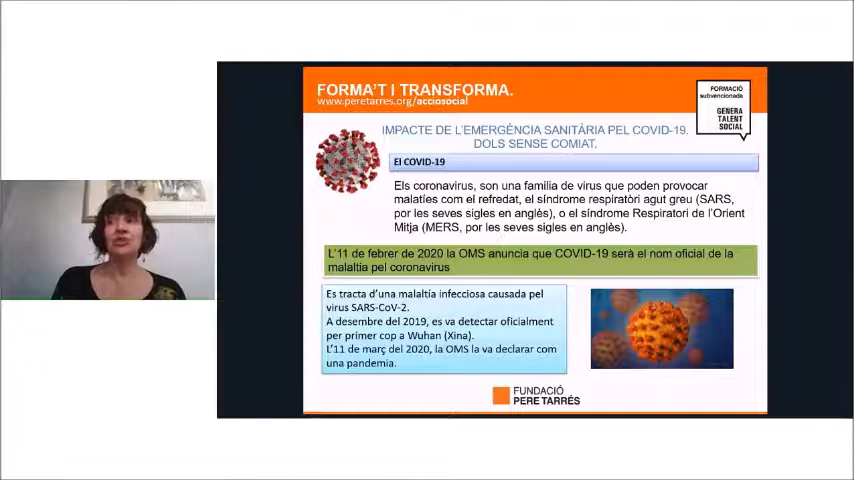 FORMA'T I TRANSFORMA.
www.peretarres.org/acciosocial
FORMACIÓ
subvencionada
GENERA
TALENT
SOCIAL
IMPACTE DE L'EMERGÈNCIA SANITÁRIA PEL COVID-19.
DOLS SENSE COMIAT.
El COVID-19
Els coronavirus, son una familia de virus que poden provocar
malatíes com el refredat, el síndrome respiratòri agut greu (SARS,
por les seves sigles en anglès), o el síndrome Respiratori de l'Orient
Mitja (MERS, por les seves sigles en anglès).
L'11 de febrer de 2020 la OMS anuncia que COVID-19 serà el nom oficial de la
malaltia pel coronavirus
Es tracta d'una malaltía infecciosa causada pel
virus SARS-CoV-2.
A desembre del 2019, es va detectar oficialment
per primer cop a Wuhan (Xina).
L'11 de març del 2020, la OMS la va declarar com
una pandemia.
FUNDACIÓ
PERE TARRÉS